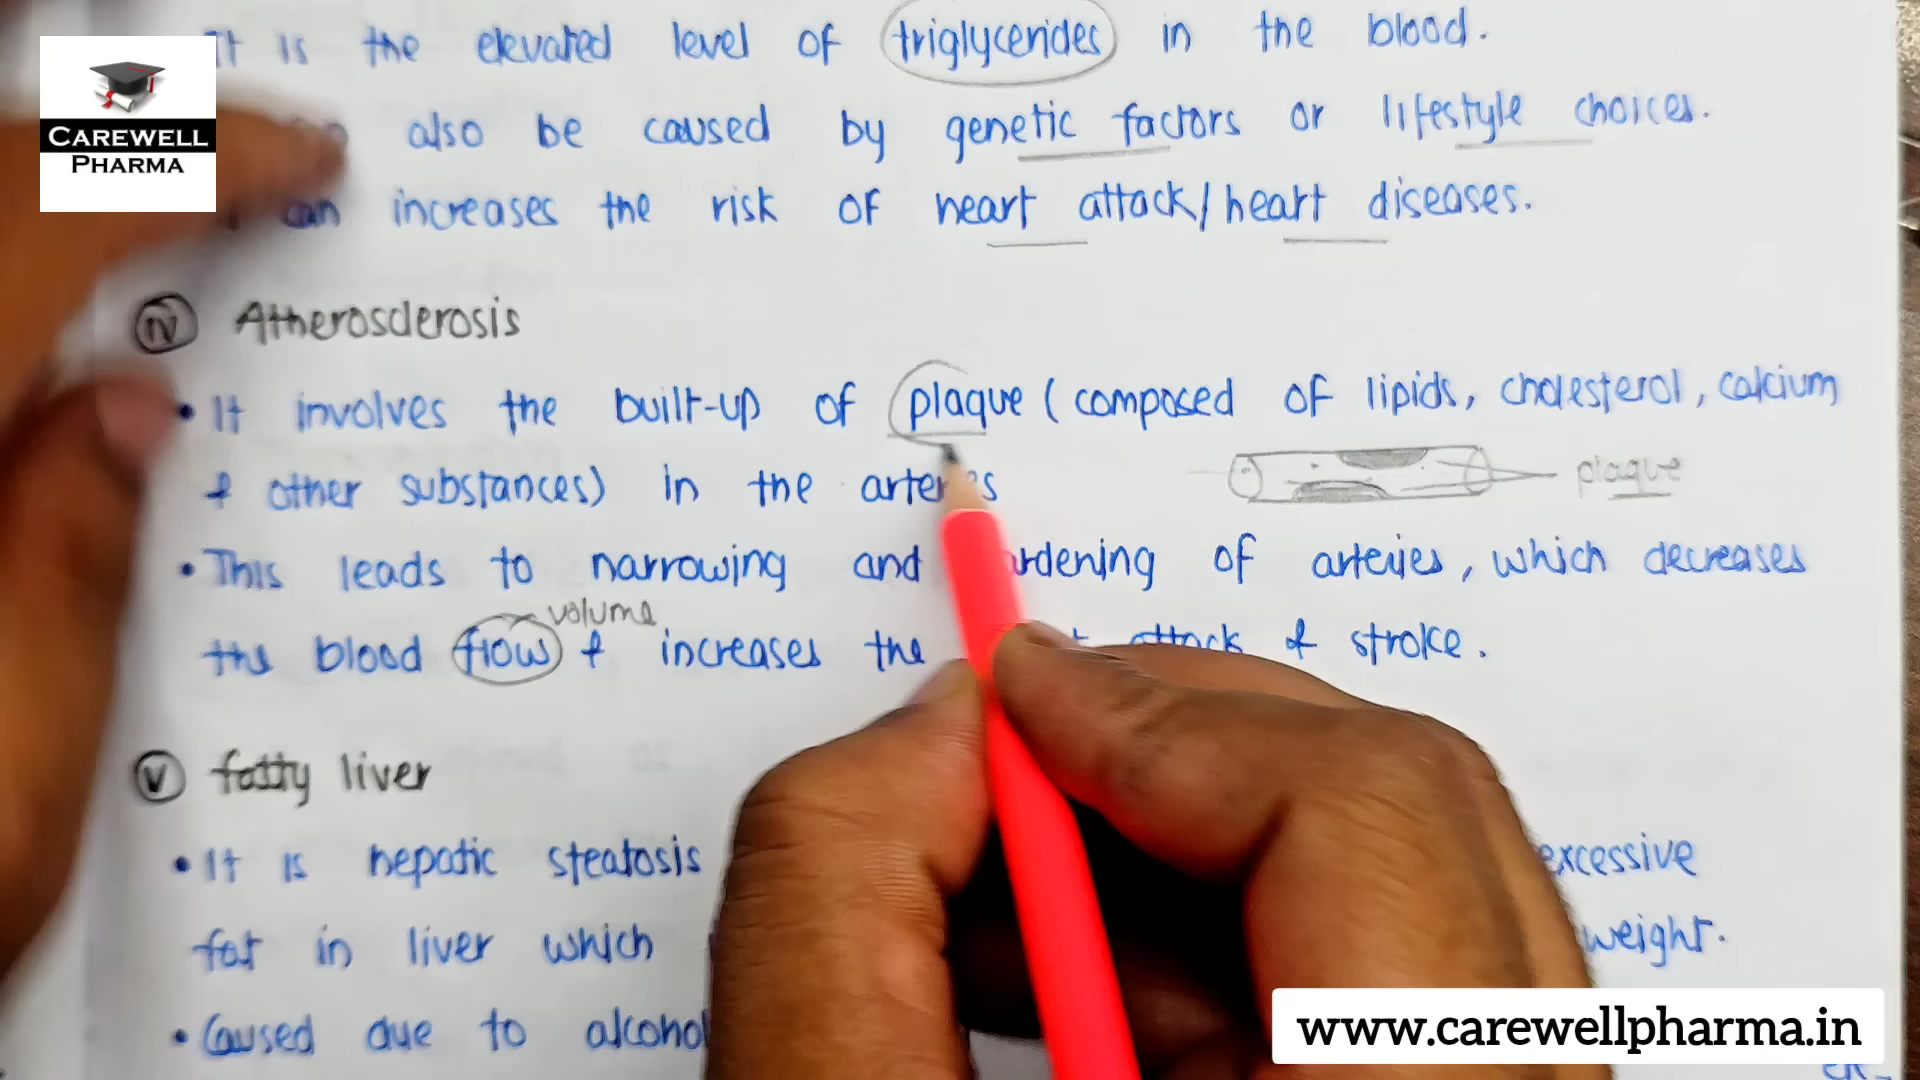 It is the elevated level of triglycerides in the blood.
also be caused by genetic factors or lifestyle choices.
can increases the risk of heart attack/heart diseases.
CAREWELL
PHARMA
iv Atherosclerosis
• It involves the built-up of plaque (composed of lipids, cholesterol, calcium
& other substances) in the arteries
plaque
• This leads to narrowing and hardening of arteries, which decreases
volume
the blood flow & increases the attack & stroke.
v fatty liver
• It is hepatic steatosis excessive
fat in liver which weight.
• Caused due to alcohol
www.carewellpharma.in